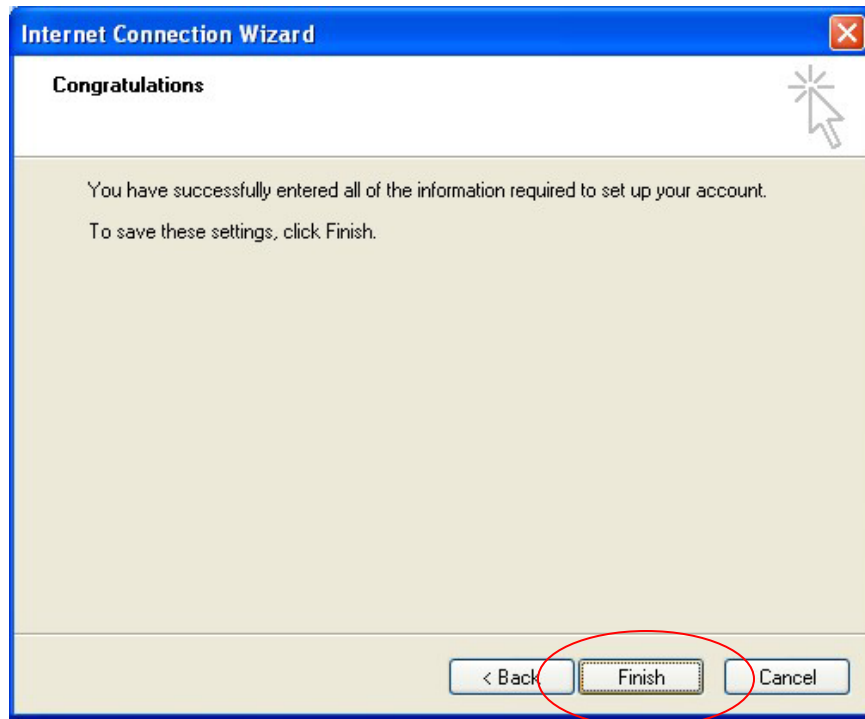 Internet Connection Wizard
Congratulations
You have successfully entered all of the information required to set up your account.
To save these settings, click Finish.
< Back
Finish
Cancel